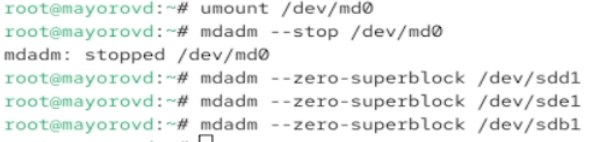 root@mayorovd:~# umount /dev/md0
root@mayorovd:~# mdadm --stop /dev/md0
mdadm: stopped /dev/md0
root@mayorovd:~# mdadm --zero-superblock /dev/sdd1
root@mayorovd:~# mdadm --zero-superblock /dev/sde1
root@mayorovd:~# mdadm --zero-superblock /dev/sdb1